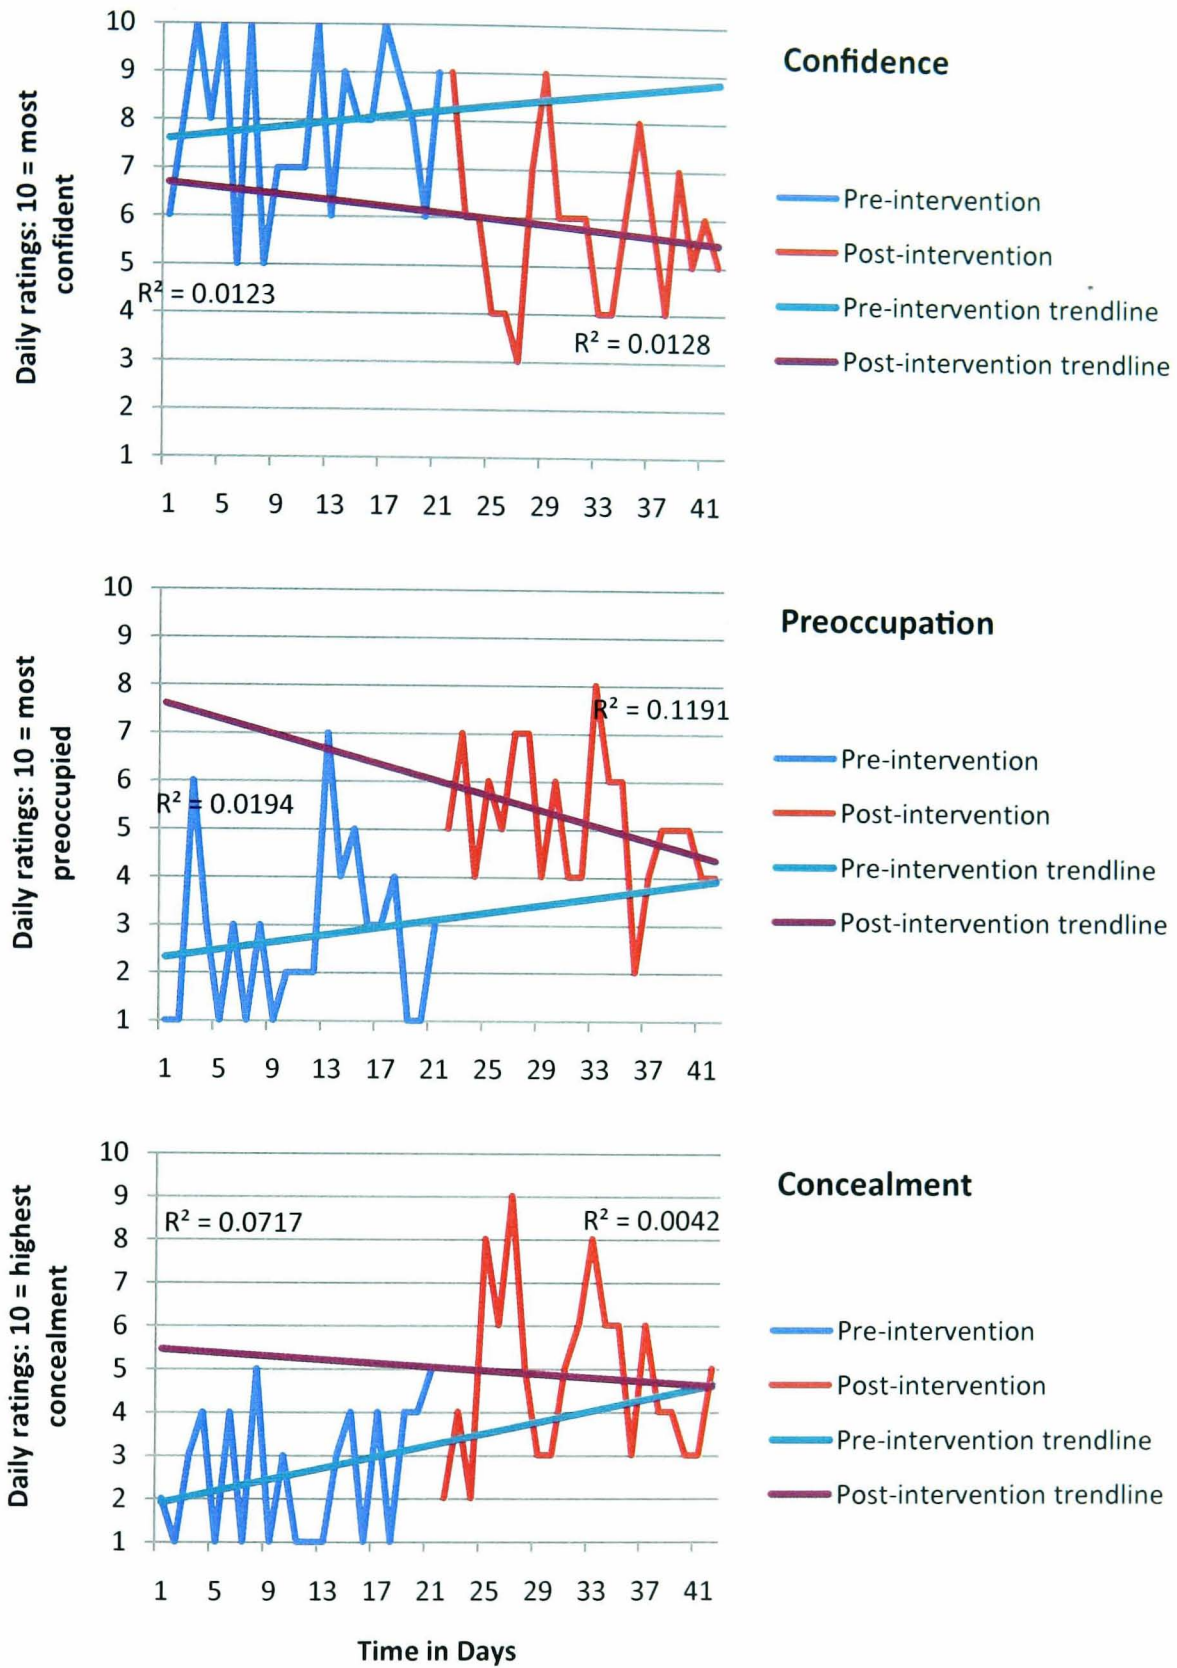 Confidence
Daily ratings: 10 = most
confident
10
9
8
7
6
5
4
3
2
1
R² = 0.0123
R² = 0.0128
1 5 9 13 17 21 25 29 33 37 41
Pre-intervention
Post-intervention
Pre-intervention trendline
Post-intervention trendline
Preoccupation
Daily ratings: 10 = most
preoccupied
10
9
8
7
6
5
4
3
2
1
R² = 0.1191
R² = 0.0194
1 5 9 13 17 21 25 29 33 37 41
Pre-intervention
Post-intervention
Pre-intervention trendline
Post-intervention trendline
Concealment
Daily ratings: 10 = highest
concealment
10
9
8
7
6
5
4
3
2
1
R² = 0.0717
R² = 0.0042
1 5 9 13 17 21 25 29 33 37 41
Time in Days
Pre-intervention
Post-intervention
Pre-intervention trendline
Post-intervention trendline